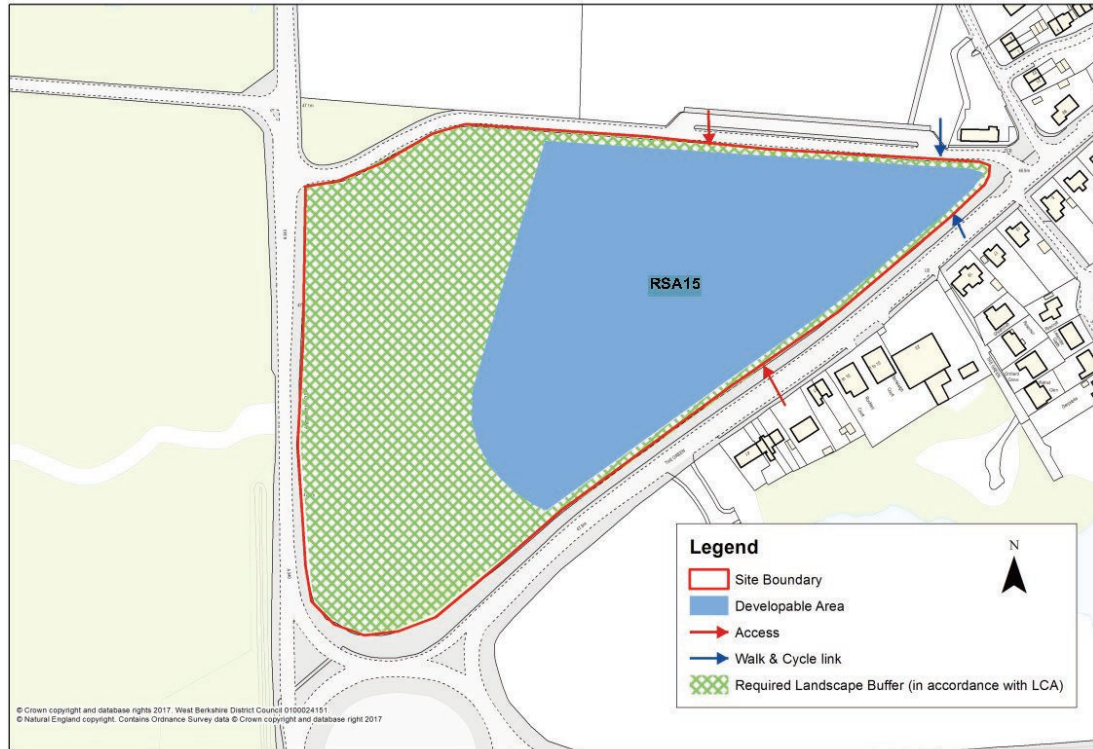 RSA15
THE GREEN
Legend
N
Site Boundary
Developable Area
Access
Walk & Cycle link
Required Landscape Buffer (in accordance with LCA)
© Crown copyright and database rights 2017. West Berkshire District Council 0100024151.
© Natural England copyright. Contains Ordnance Survey data © Crown copyright and database right 2017